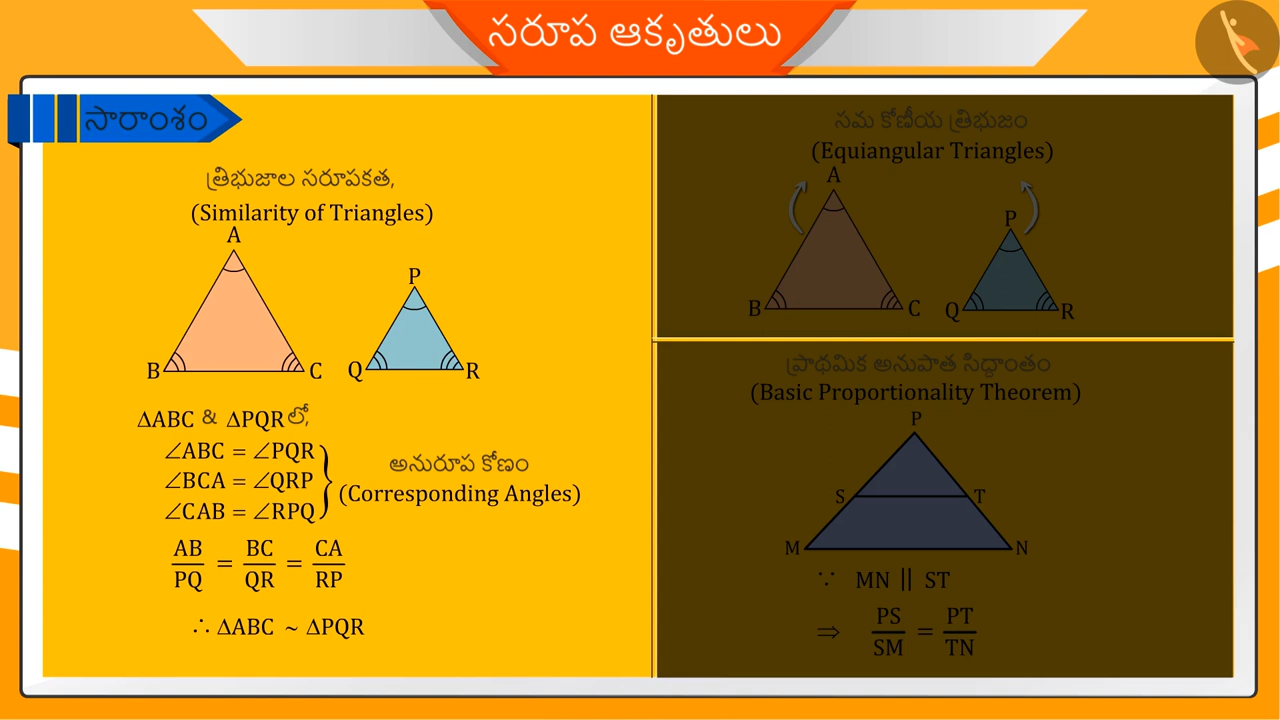 సరూప ఆకృతులు
సారాంశం
త్రిభుజాల సరూపకత,
(Similarity of Triangles)
A
P
B
C
Q
R
ΔABC & ΔPQR లో,
∠ABC = ∠PQR
∠BCA = ∠QRP
∠CAB = ∠RPQ
అనురూప కోణం
(Corresponding Angles)
AB/PQ = BC/QR = CA/RP
∴ ΔABC ~ ΔPQR
సమ కోణీయ త్రిభుజం
(Equiangular Triangles)
A
P
B
C
Q
R
ప్రాథమిక అనుపాత సిద్ధాంతం
(Basic Proportionality Theorem)
P
S
T
M
N
∵ MN || ST
⇒ PS/SM = PT/TN